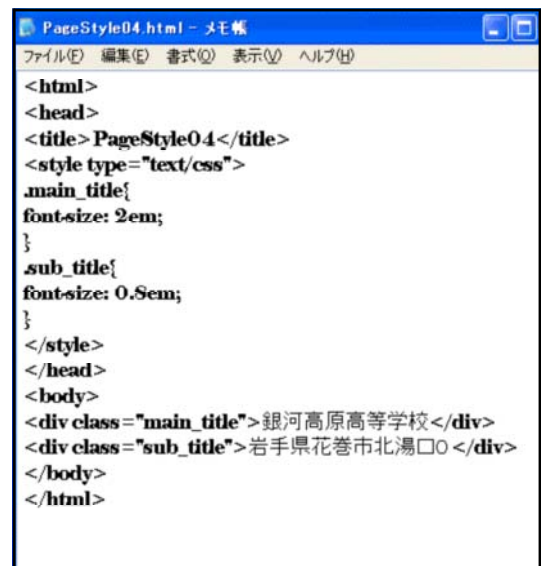 PageStyle04.html - メモ帳
ファイル(F) 編集(E) 書式(O) 表示(V) ヘルプ(H)
<html>
<head>
<title>PageStyle04</title>
<style type="text/css">
.main_title{
font-size: 2em;
}
.sub_title{
font-size: 0.8em;
}
</style>
</head>
<body>
<div class="main_title">銀河高原高等学校</div>
<div class="sub_title">岩手県花巻市北湯口0</div>
</body>
</html>